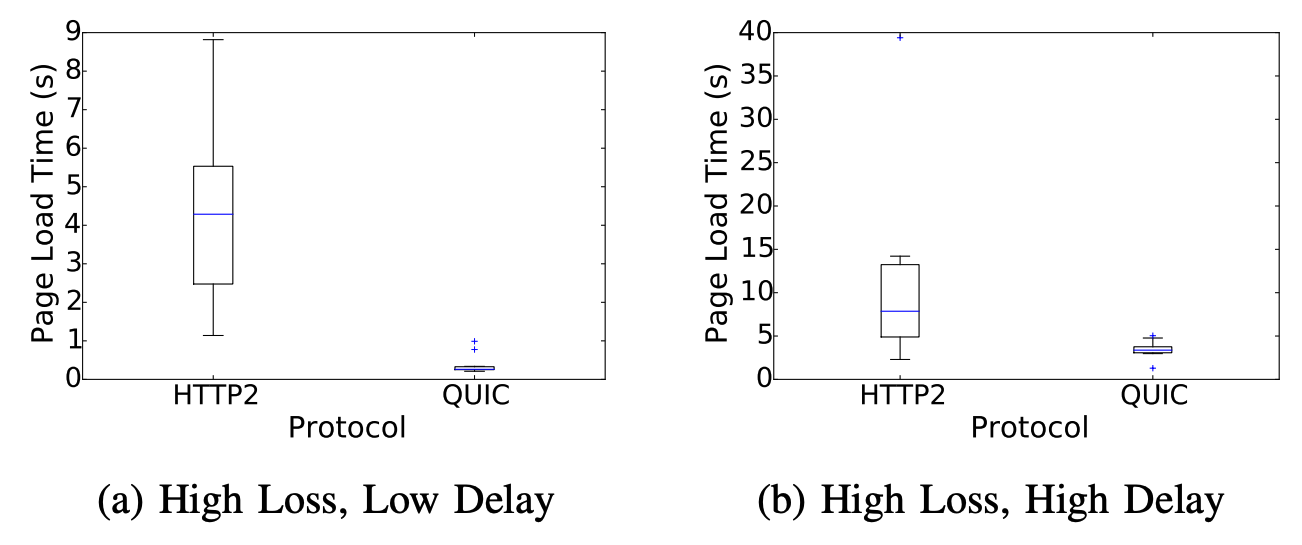 9
8
7
6
5
4
3
2
1
0
Page Load Time (s)
HTTP2 QUIC
Protocol
(a) High Loss, Low Delay
40
35
30
25
20
15
10
5
0
Page Load Time (s)
HTTP2 QUIC
Protocol
(b) High Loss, High Delay